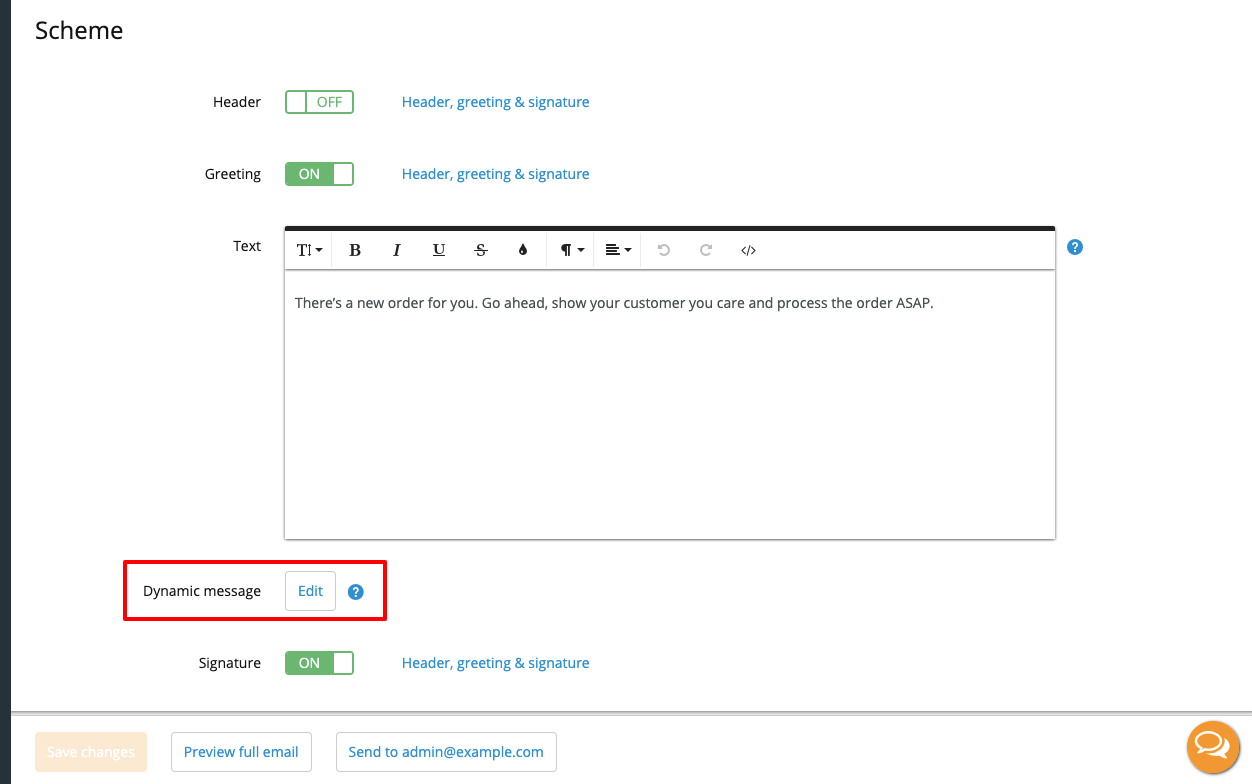 Scheme
Header OFF Header, greeting & signature
Greeting ON Header, greeting & signature
Text
B I U S ¶ </> ?
There's a new order for you. Go ahead, show your customer you care and process the order ASAP.
Dynamic message Edit ?
Signature ON Header, greeting & signature
Save changes Preview full email Send to admin@example.com